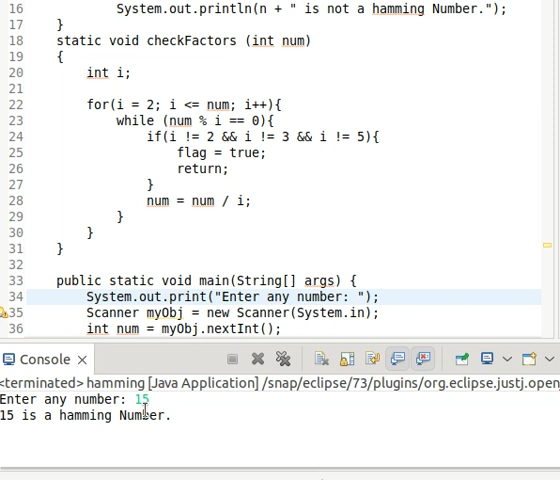 16 System.out.println(n + " is not a hamming Number.");
17 }
18 static void checkFactors (int num)
19 {
20 int i;
21
22 for(i = 2; i <= num; i++){
23 while (num % i == 0){
24 if(i != 2 && i != 3 && i != 5){
25 flag = true;
26 return;
27 }
28 num = num / i;
29 }
30 }
31 }
32
33 public static void main(String[] args) {
34 System.out.print("Enter any number: ");
35 Scanner myObj = new Scanner(System.in);
36 int num = myObj.nextInt();
Console
<terminated> hamming [Java Application] /snap/eclipse/73/plugins/org.eclipse.justj.open
Enter any number: 15
15 is a hamming Number.